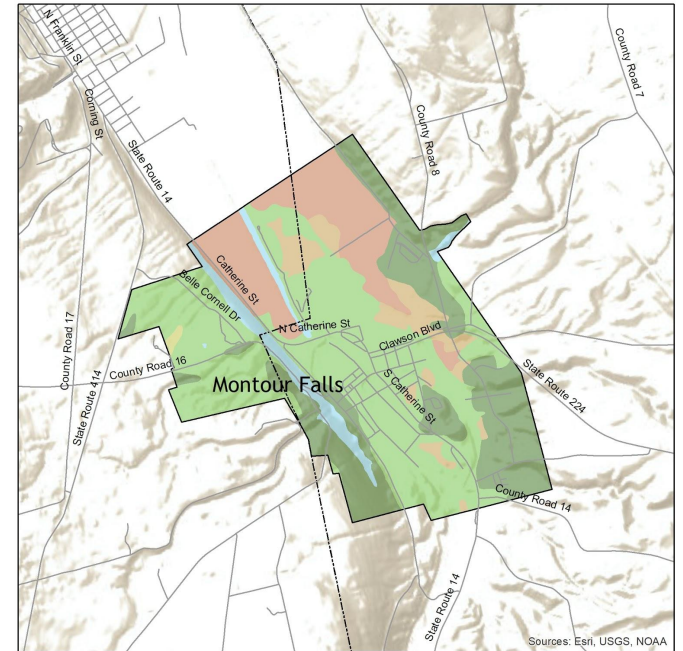 N Franklin St
County Road 7
Corning St
County Road 8
State Route 14
Catherine St
Belle Cornell Dr
N Catherine St
Clawson Blvd
County Road 17
County Road 16
State Route 414
Montour Falls
S Catherine St
State Route 224
County Road 14
State Route 14
Sources: Esri, USGS, NOAA